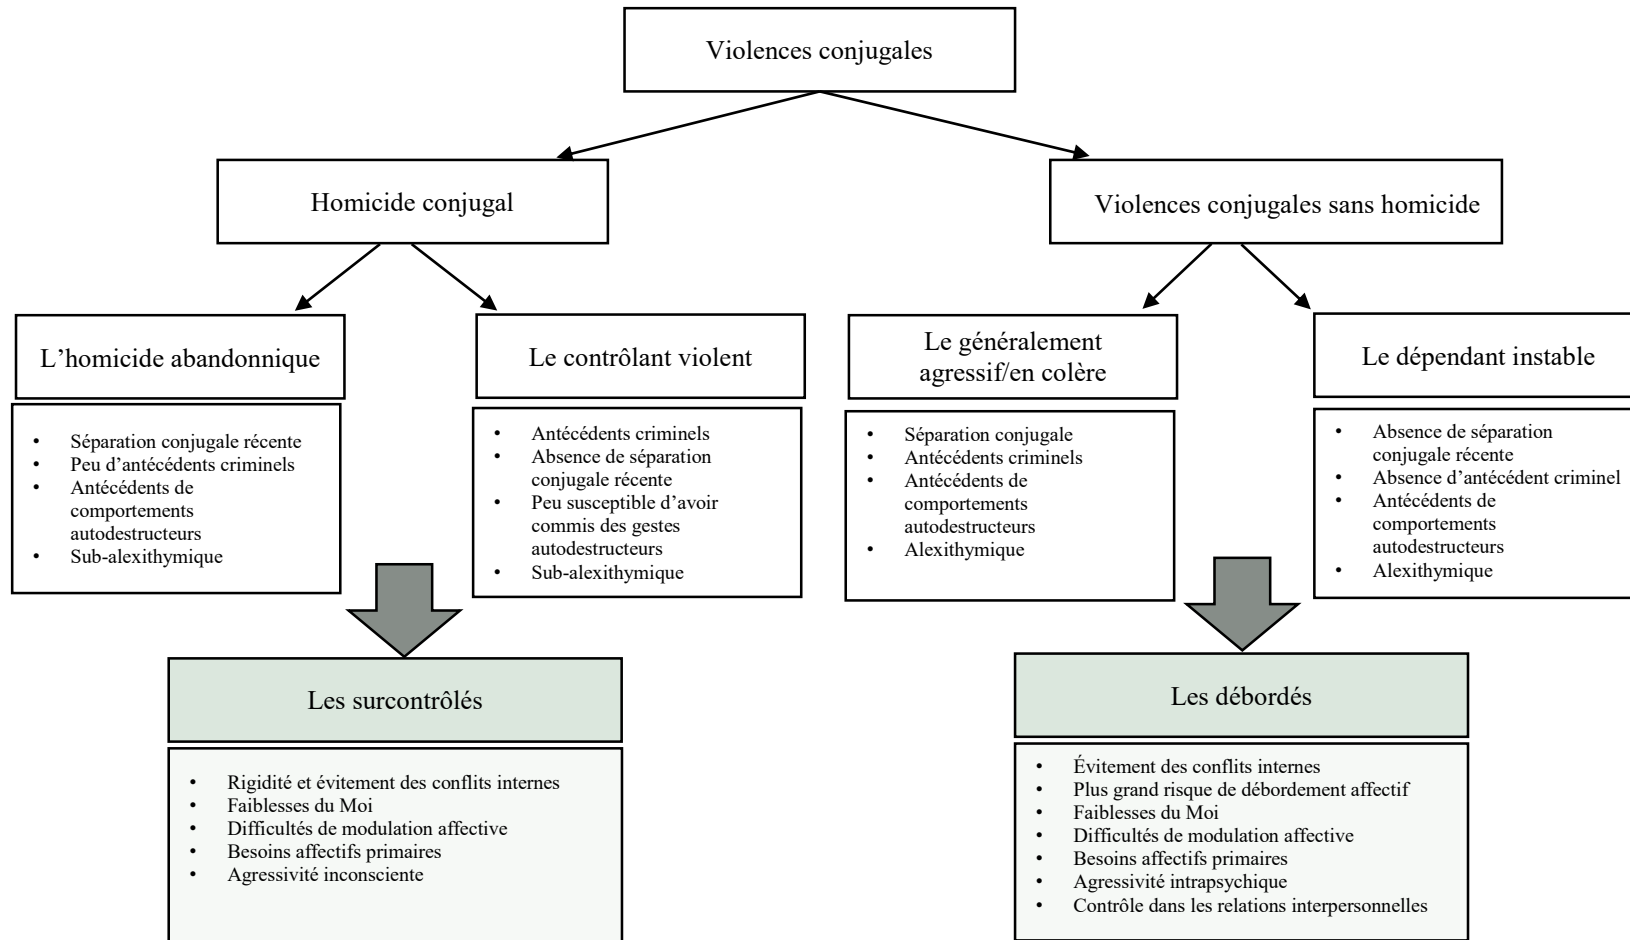 Violences conjugales
Homicide conjugal
Violences conjugales sans homicide
L’homicide abandonnique
• Séparation conjugale récente
• Peu d’antécédents criminels
• Antécédents de
comportements
autodestructeurs
• Sub-alexithymique
Le contrôlant violent
• Antécédents criminels
• Absence de séparation
conjugale récente
• Peu susceptible d’avoir
commis des gestes
autodestructeurs
• Sub-alexithymique
Le généralement
agressif/en colère
• Séparation conjugale
• Antécédents criminels
• Antécédents de
comportements
autodestructeurs
• Alexithymique
Le dépendant instable
• Absence de séparation
conjugale récente
• Absence d’antécédent criminel
• Antécédents de
comportements
autodestructeurs
• Alexithymique
Les surcontrôlés
• Rigidité et évitement des conflits internes
• Faiblesses du Moi
• Difficultés de modulation affective
• Besoins affectifs primaires
• Agressivité inconsciente
Les débordés
• Évitement des conflits internes
• Plus grand risque de débordement affectif
• Faiblesses du Moi
• Difficultés de modulation affective
• Besoins affectifs primaires
• Agressivité intrapsychique
• Contrôle dans les relations interpersonnelles